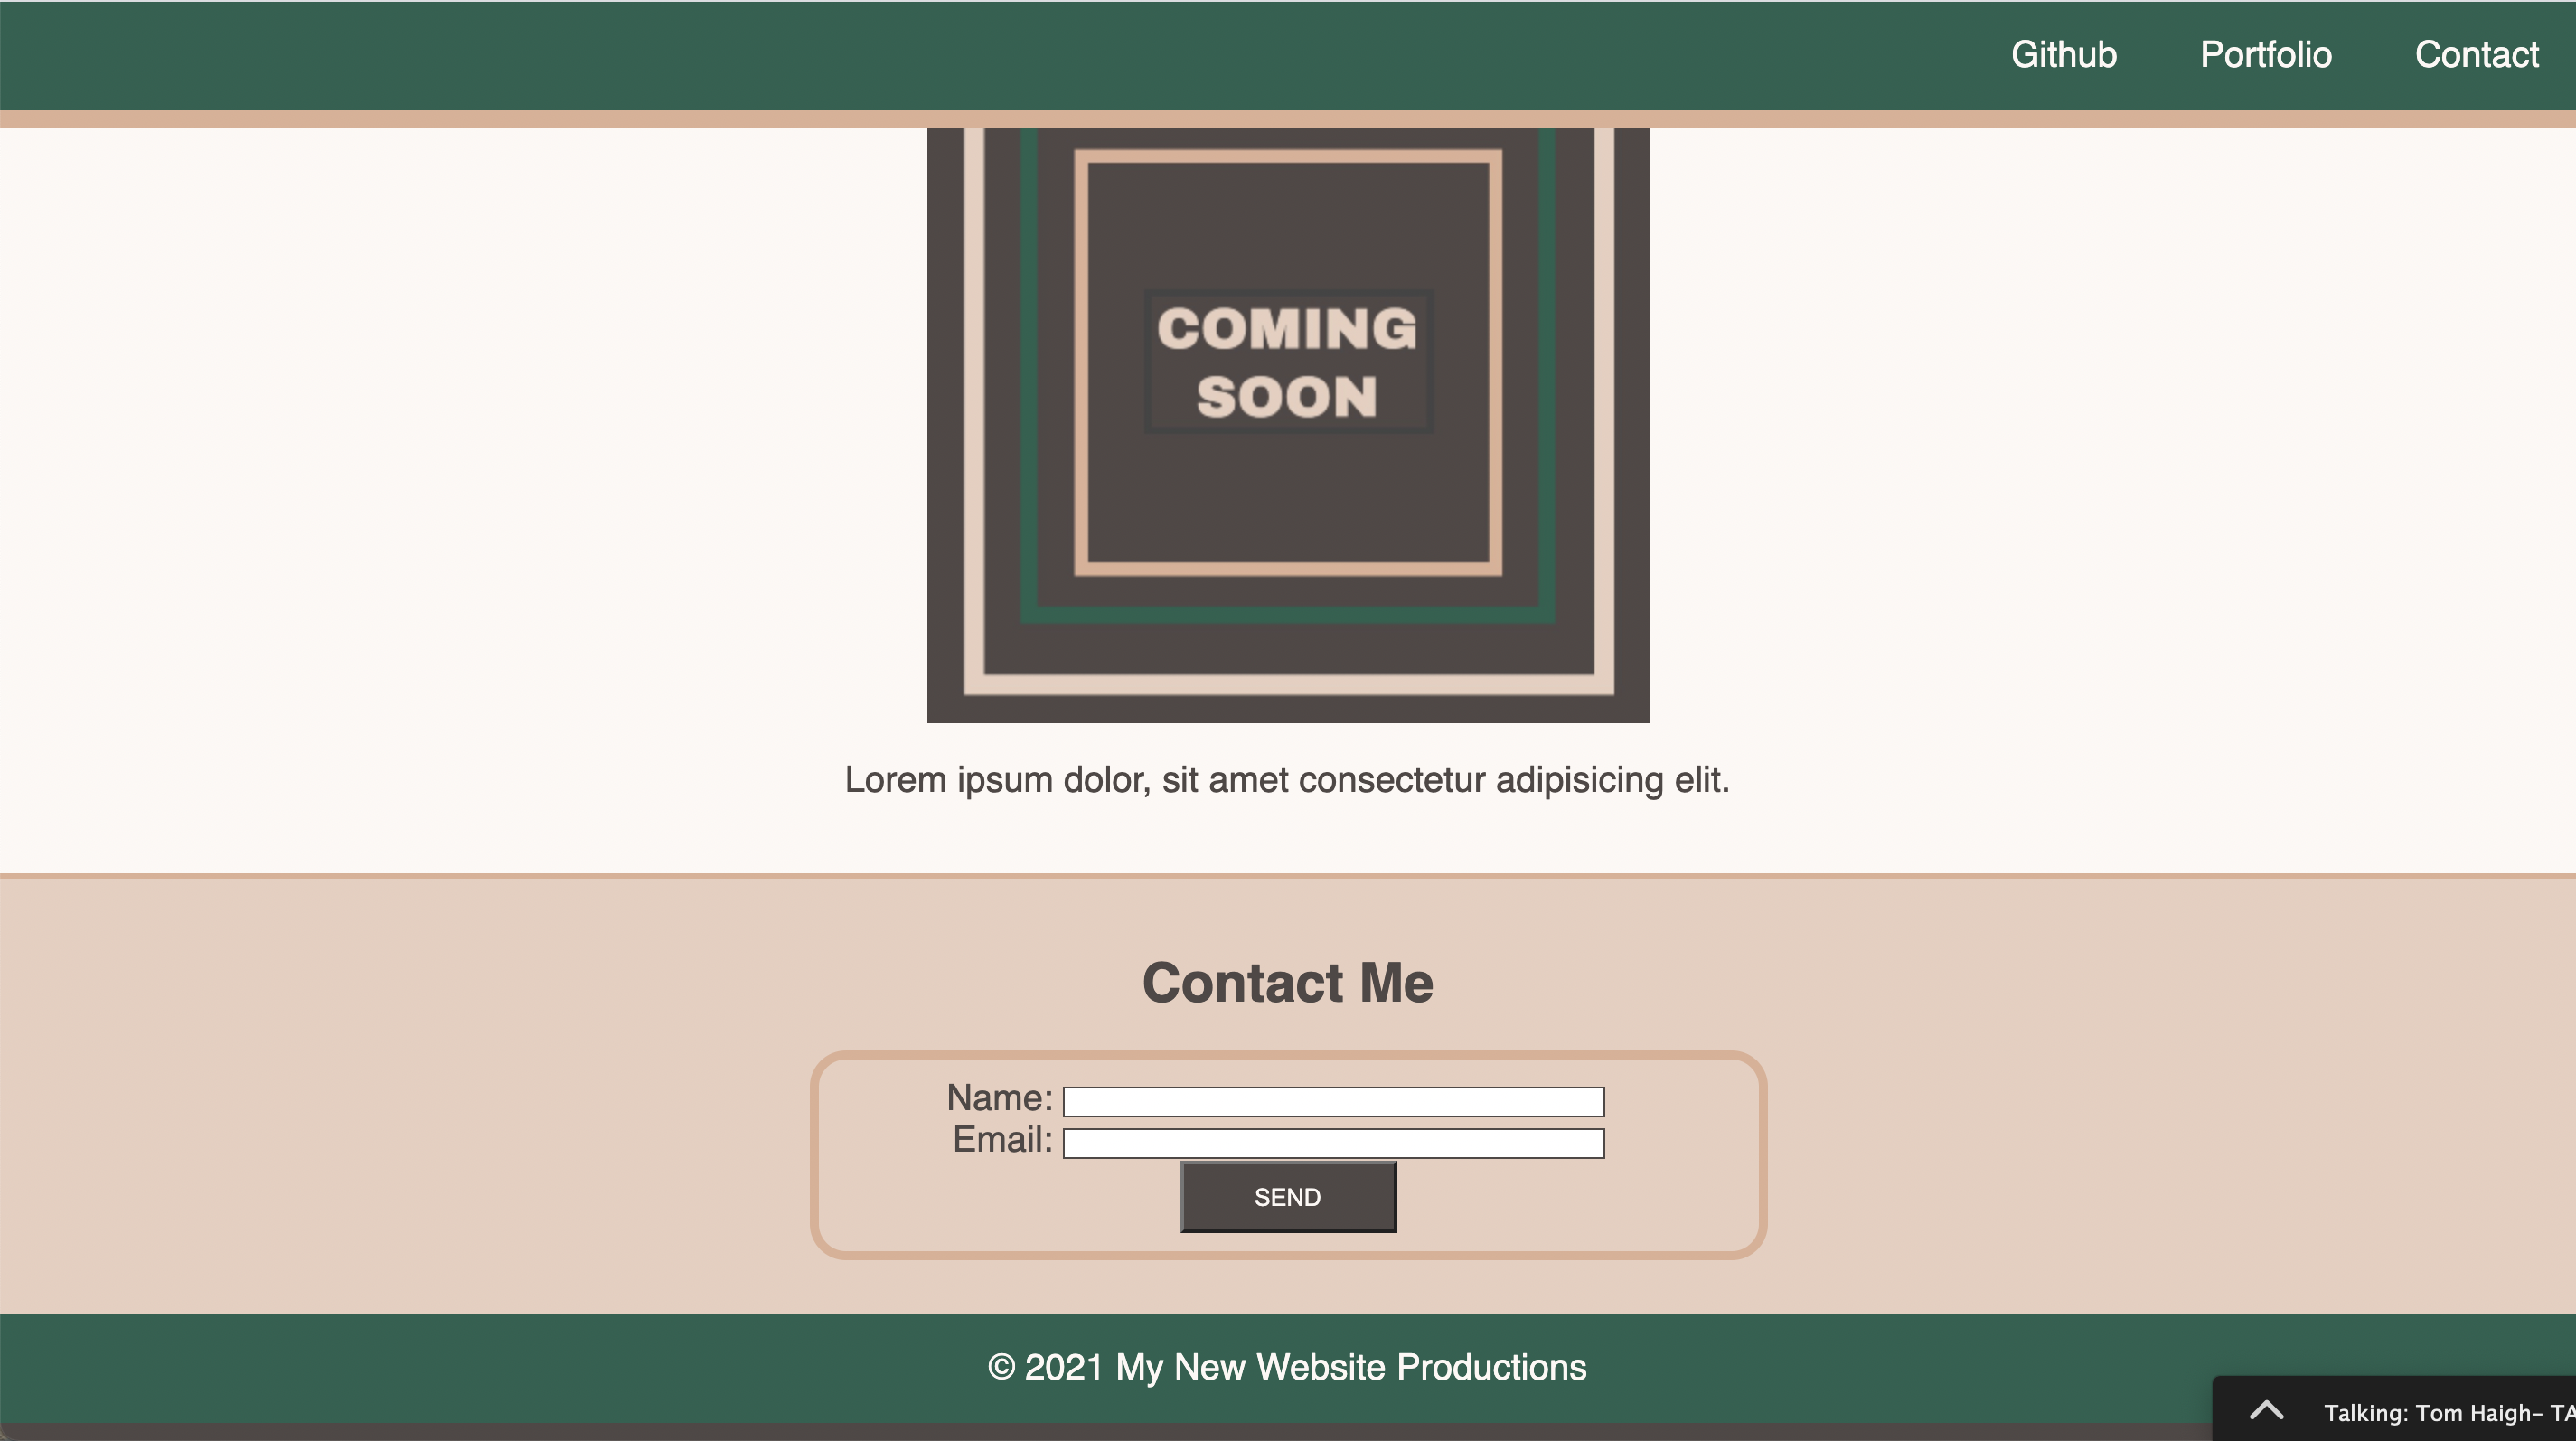 Github Portfolio Contact
COMING
SOON
Lorem ipsum dolor, sit amet consectetur adipisicing elit.
Contact Me
Name:
Email:
SEND
© 2021 My New Website Productions
Talking: Tom Haigh– TA